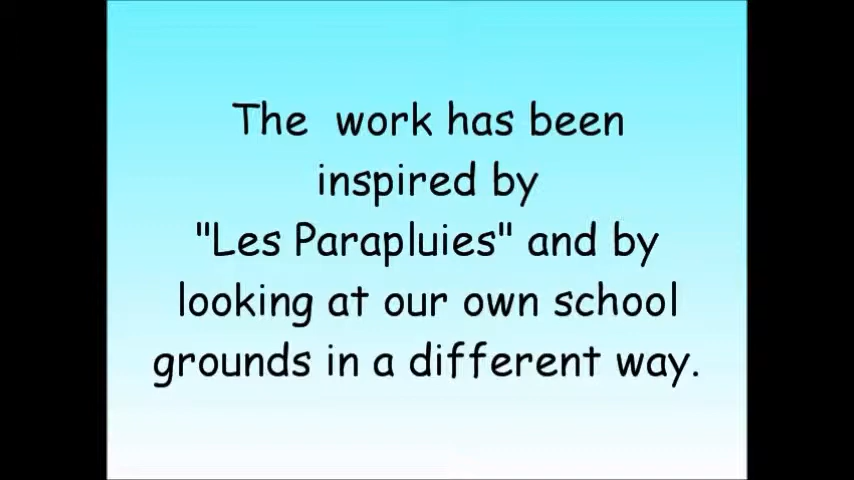 The work has been
inspired by
"Les Parapluies" and by
looking at our own school
grounds in a different way.